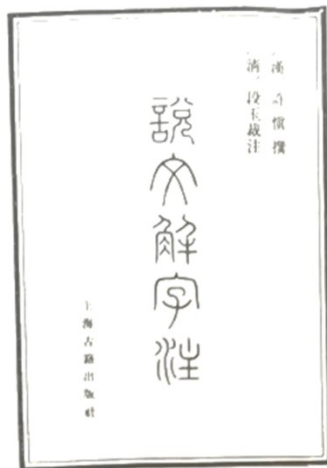 漢 許慎撰
清 段玉裁注
說文解字注
上海古籍出版社